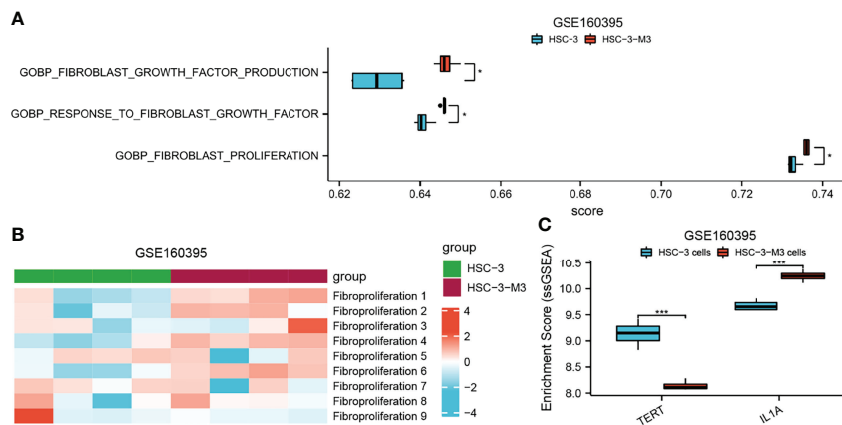 A
GSE160395
HSC-3 HSC-3-M3
GOBP_FIBROBLAST_GROWTH_FACTOR_PRODUCTION
*
GOBP_RESPONSE_TO_FIBROBLAST_GROWTH_FACTOR
*
GOBP_FIBROBLAST_PROLIFERATION
*
0.62 0.64 0.66 0.68 0.70 0.72 0.74
score
B
GSE160395
group
group
HSC-3
HSC-3-M3
Fibroproliferation 1
Fibroproliferation 2
Fibroproliferation 3
Fibroproliferation 4
Fibroproliferation 5
Fibroproliferation 6
Fibroproliferation 7
Fibroproliferation 8
Fibroproliferation 9
4
2
0
−2
−4
C
GSE160395
HSC-3 cells HSC-3-M3 cells
Enrichment Score (ssGSEA)
10.5
10.0
9.5
9.0
8.5
8.0
***
***
TERT
IL1A